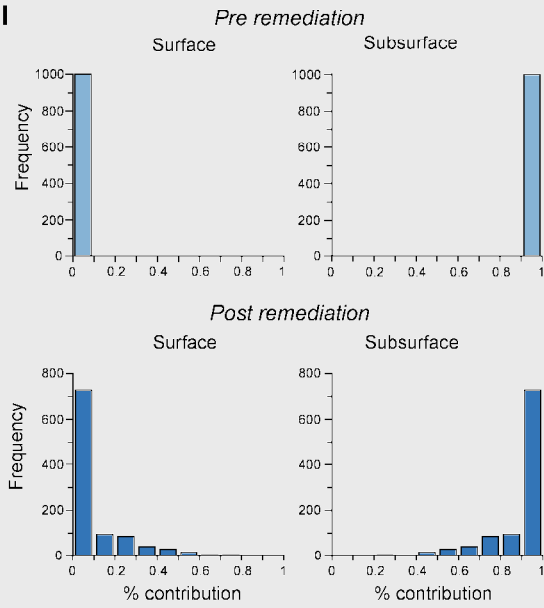 I
Pre remediation
Surface Subsurface
Frequency
1000 800 600 400 200 0
0 0.2 0.4 0.6 0.8 1
1000 800 600 400 200 0
0 0.2 0.4 0.6 0.8 1
Post remediation
Surface Subsurface
Frequency
800 600 400 200 0
0 0.2 0.4 0.6 0.8 1
% contribution
800 600 400 200 0
0 0.2 0.4 0.6 0.8 1
% contribution